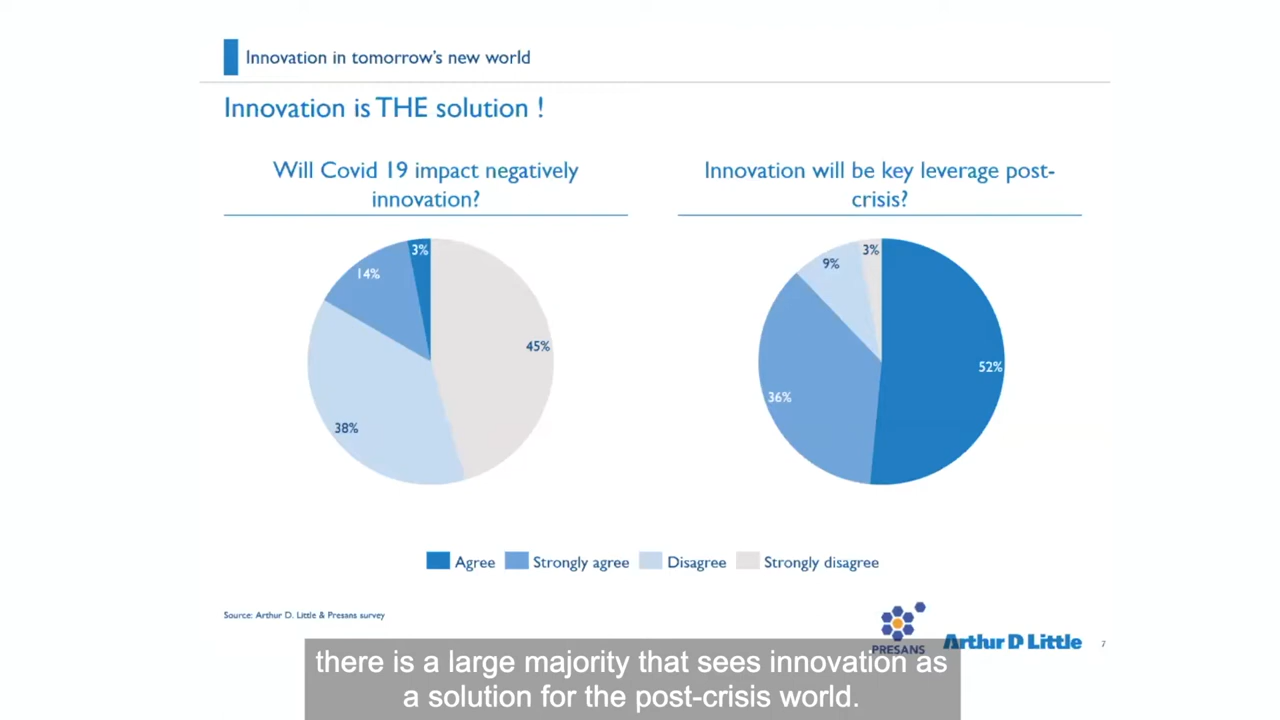 Innovation in tomorrow's new world
Innovation is THE solution !
Will Covid 19 impact negatively
innovation?
3%
14%
45%
38%
Innovation will be key leverage post-
crisis?
3%
9%
52%
36%
Agree
Strongly agree
Disagree
Strongly disagree
Source: Arthur D. Little & Presans survey
PRESANS
Arthur D Little
7
there is a large majority that sees innovation as
a solution for the post-crisis world.